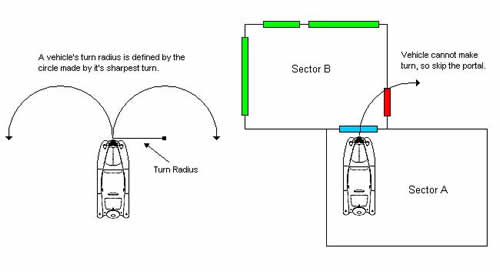 A vehicle's turn radius is defined by the
circle made by it's sharpest turn.
Turn Radius
Sector B
Vehicle cannot make
turn, so skip the portal.
Sector A